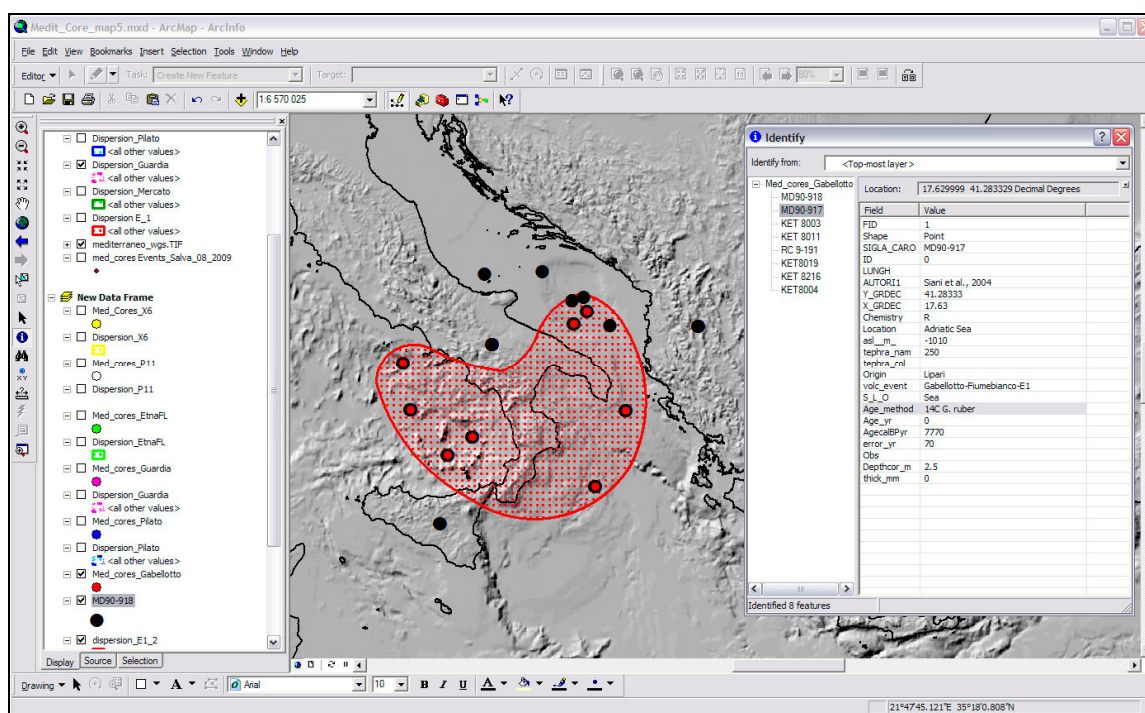 Medit_Core_map5.mxd - ArcMap - ArcInfo
File Edit View Bookmarks Insert Selection Tools Window Help
Editor Task: Create New Feature Target: 80%
1:6 570 025
Dispersion_Pilato
<all other values>
Dispersion_Guardia
<all other values>
Dispersion_Mercato
<all other values>
Dispersion E_1
<all other values>
mediterraneo_wgs.TIF
med_cores Events_Salva_08_2009
New Data Frame
Med_Cores_X6
Dispersion_X6
Med_cores_P11
Dispersion_P11
Med_cores_EtnaFL
Dispersion_EtnaFL
Med_cores_Guardia
Dispersion_Guardia
<all other values>
Med_cores_Pilato
Dispersion_Pilato
<all other values>
Med_cores_Gabellotto
MD90-918
dispersion_E1_2
Display Source Selection
Identify
Identify from: <Top-most layer>
Med_cores_Gabellotto
MD90-918
MD90-917
KET 8003
KET 8011
RC 9-191
KET8019
KET 8216
KET8004
Location: 17.629999 41.283329 Decimal Degrees
Field Value
FID 1
Shape Point
SIGLA_CARO MD90-917
ID 0
LUNGH
AUTORI1 Siani et al., 2004
Y_GRDEC 41.28333
X_GRDEC 17.63
Chemistry R
Location Adriatic Sea
asl__m_ -1010
tephra_nam 250
tephra_col
Origin Lipari
volc_event Gabellotto-Fiumebianco-E1
S_L_O Sea
Age_method 14C G. ruber
Age_yr 0
AgecalBPyr 7770
error_yr 70
Obs
Depthcor_m 2.5
thick_mm 0
Identified 8 features
Drawing A Arial 10 B I U A
21°47'45.121"E 35°18'0.808"N